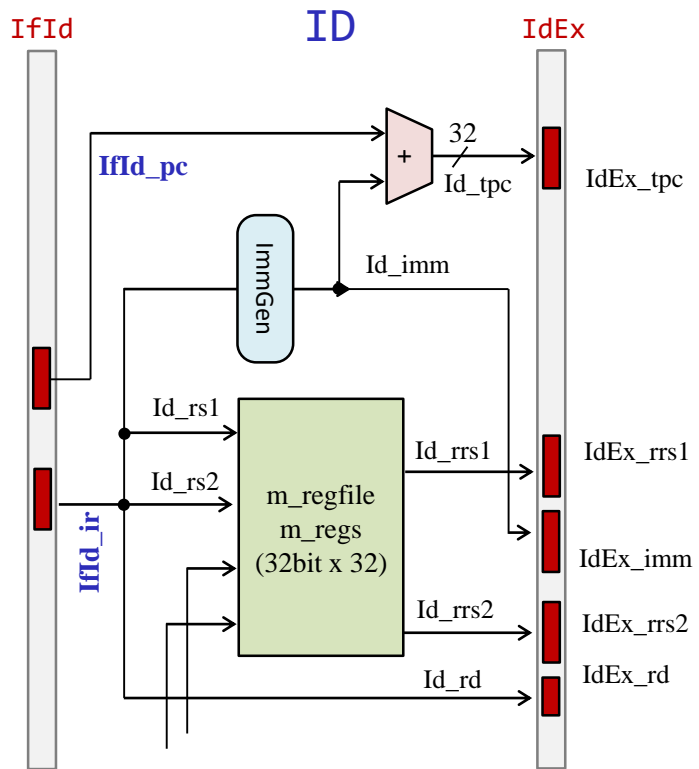 IfId
ID
IdEx
32
+
IfId_pc
Id_tpc
IdEx_tpc
ImmGen
Id_imm
Id_rs1
Id_rrs1
IdEx_rrs1
Id_rs2
m_regfile
m_regs
(32bit x 32)
IfId_ir
IdEx_imm
Id_rrs2
IdEx_rrs2
Id_rd
IdEx_rd